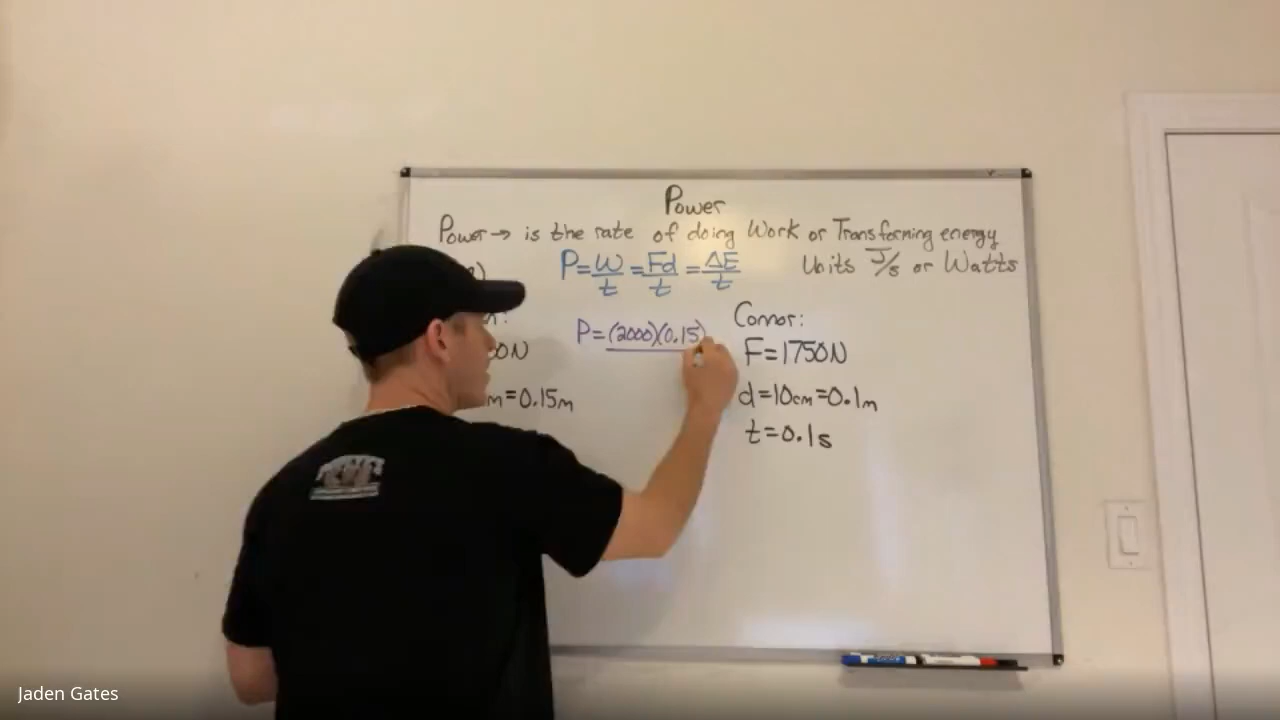 Power
Power→ is the rate of doing Work or Transforming energy
P=W/t=Fd/t=ΔE/t
Units J/s or Watts
P=(2000)(0.15)
m=0.15m
Connor:
F=1750N
d=10cm=0.1m
t=0.1s
Jaden Gates